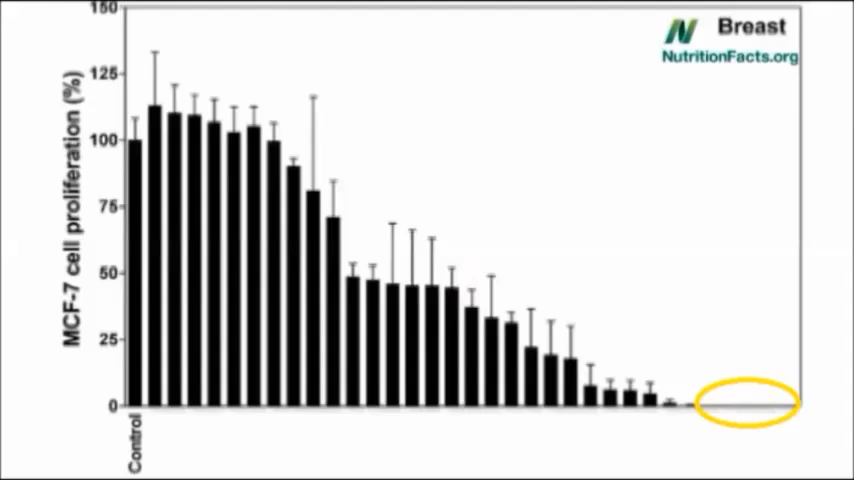 150
Breast
NutritionFacts.org
125
100
75
50
25
0
MCF-7 cell proliferation (%)
Control